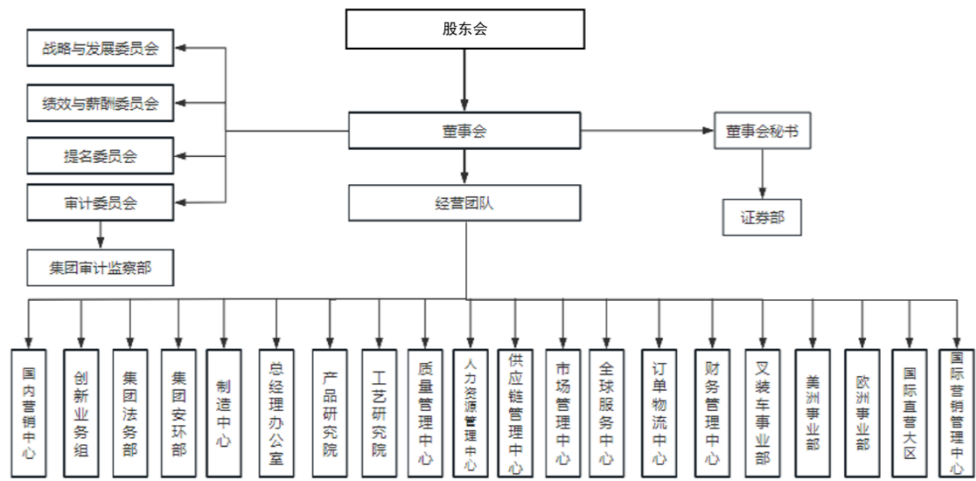 股东会
战略与发展委员会
绩效与薪酬委员会
董事会
董事会秘书
提名委员会
审计委员会
经营团队
证券部
集团审计监察部
国内营销中心
创新业务组
集团法务部
集团安环部
制造中心
总经理办公室
产品研究院
工艺研究院
质量管理中心
人力资源管理中心
供应链管理中心
市场管理中心
全球服务中心
订单物流中心
财务管理中心
叉装车事业部
美洲事业部
欧洲事业部
国际直营大区
国际营销管理中心